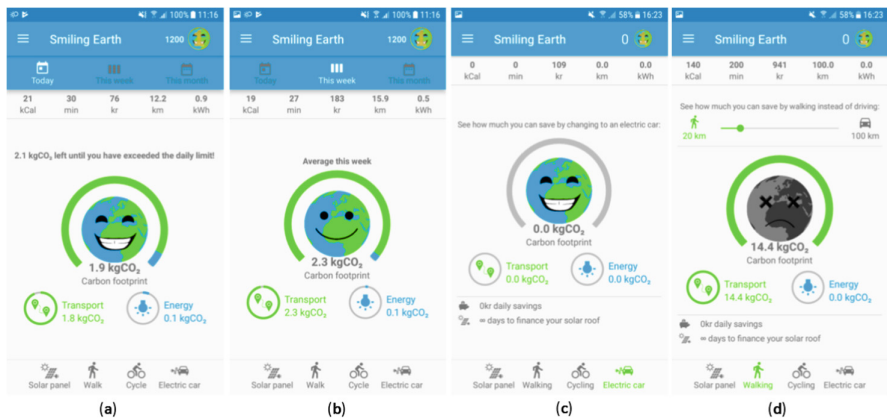 100% 11:16
Smiling Earth 1200
Today This week This month
21 30 76 12.2 0.9
kCal min kr km kWh
2.1 kgCO₂ left until you have exceeded the daily limit!
1.9 kgCO₂
Carbon footprint
Transport
1.8 kgCO₂
Energy
0.1 kgCO₂
Solar panel Walk Cycle Electric car
(a)
100% 11:16
Smiling Earth 1200
Today This week This month
19 27 183 15.9 0.5
kCal min kr km kWh
Average this week
2.3 kgCO₂
Carbon footprint
Transport
2.3 kgCO₂
Energy
0.1 kgCO₂
Solar panel Walk Cycle Electric car
(b)
58% 16:23
Smiling Earth 0
0 0 109 0.0 0.0
kCal min kr km kWh
See how much you can save by changing to an electric car:
0.0 kgCO₂
Carbon footprint
Transport
0.0 kgCO₂
Energy
0.0 kgCO₂
0kr daily savings
∞ days to finance your solar roof
Solar panel Walking Cycling Electric car
(c)
58% 16:23
Smiling Earth 0
140 200 941 100.0 0.0
kCal min kr km kWh
See how much you can save by walking instead of driving:
20 km 100 km
14.4 kgCO₂
Carbon footprint
Transport
14.4 kgCO₂
Energy
0.0 kgCO₂
0kr daily savings
∞ days to finance your solar roof
Solar panel Walking Cycling Electric car
(d)